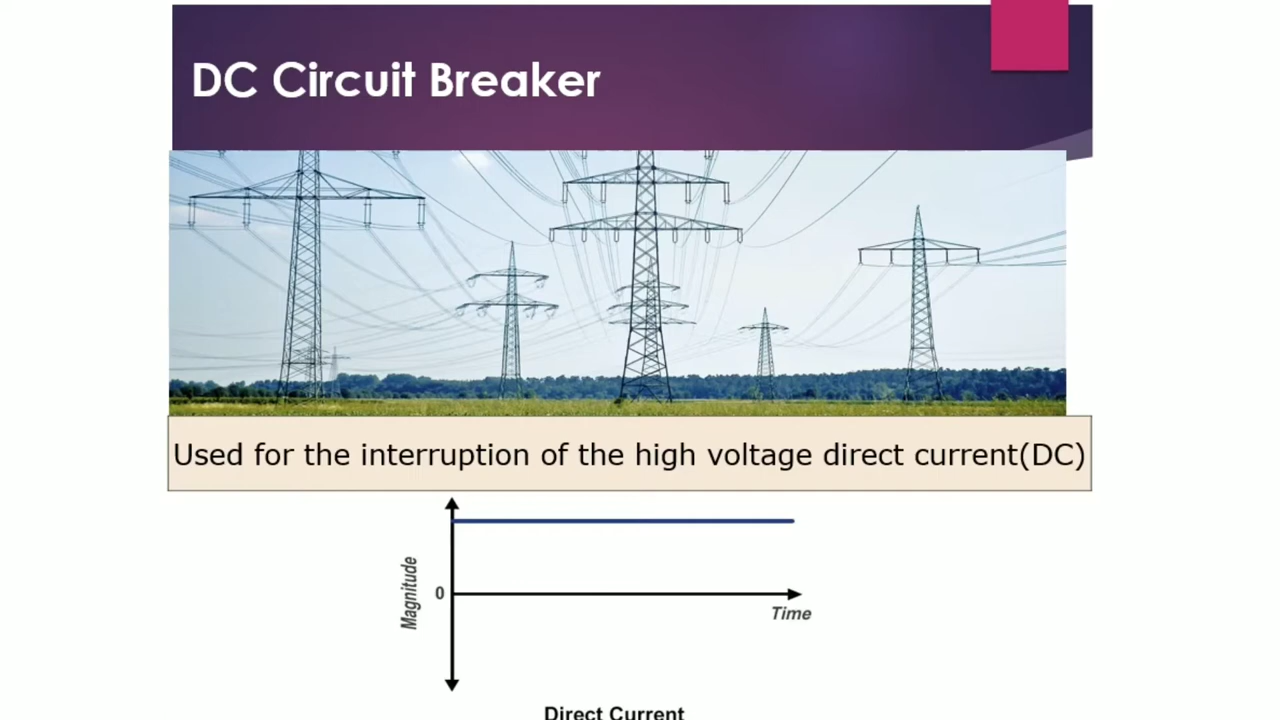 DC Circuit Breaker
Used for the interruption of the high voltage direct current(DC)
Magnitude
0
Time
Direct Current